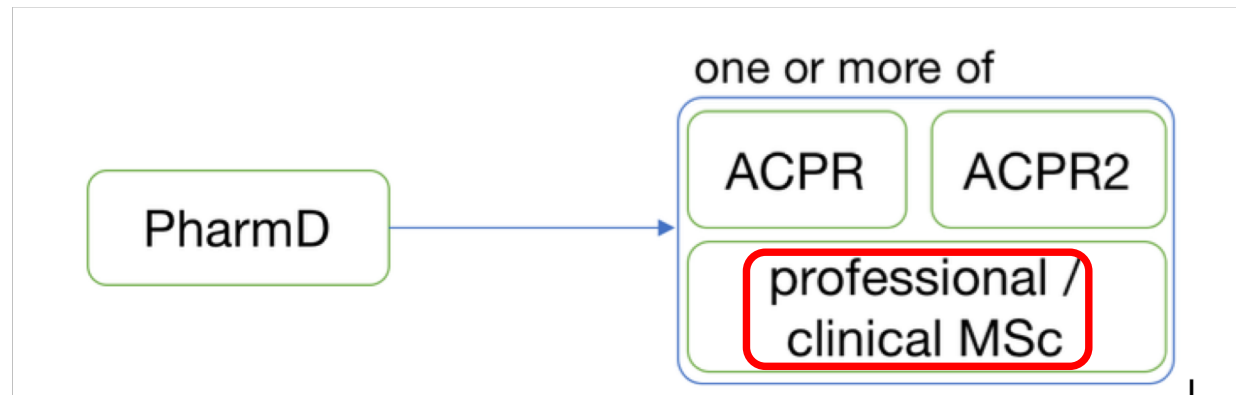 one or more of
PharmD
ACPR
ACPR2
professional /
clinical MSc